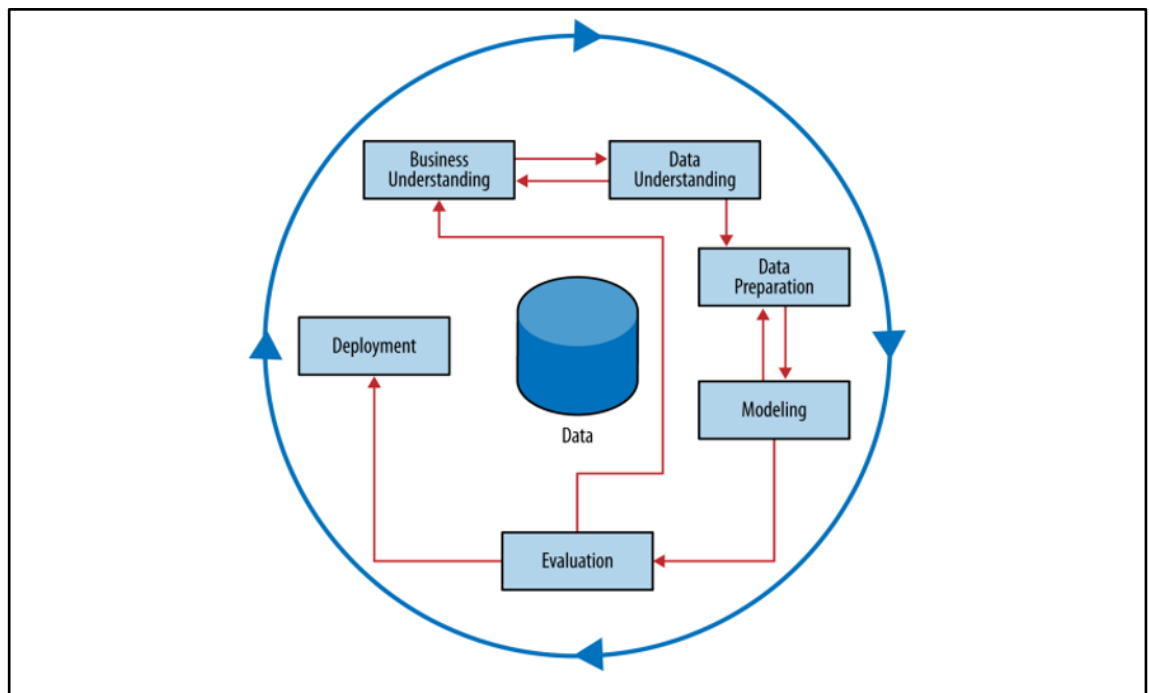 Business
Understanding
Data
Understanding
Data
Preparation
Deployment
Data
Modeling
Evaluation